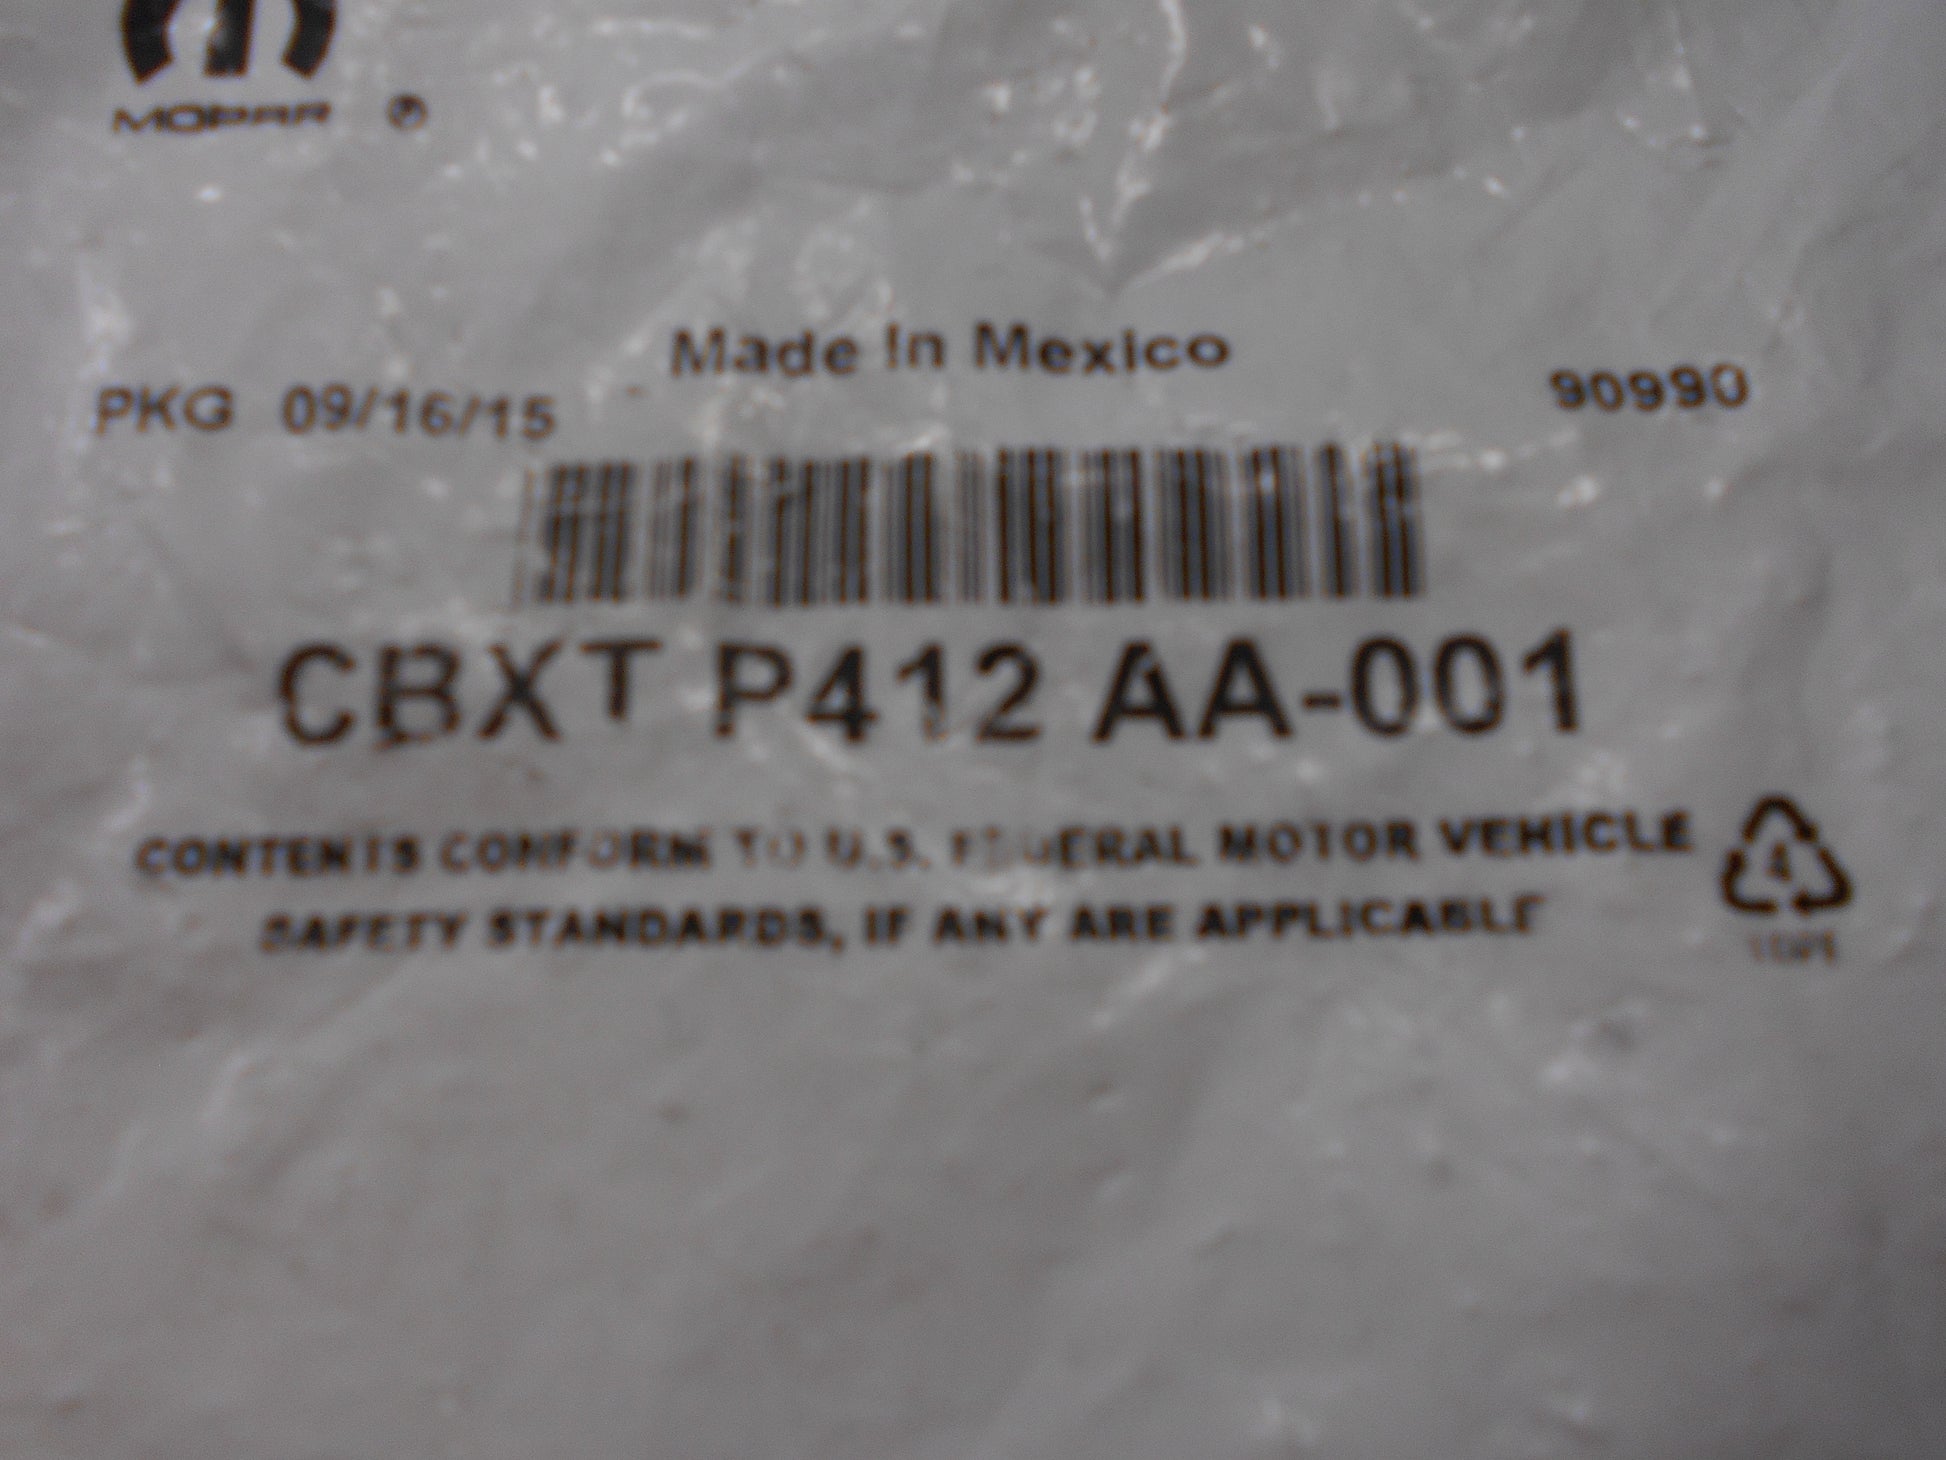 MOPAR ®
Made In Mexico
PKG 09/16/15
90990
CBXT P412 AA-001
CONTENTS CONFORM TO U.S. FEDERAL MOTOR VEHICLE
SAFETY STANDARDS, IF ANY ARE APPLICABLE
4